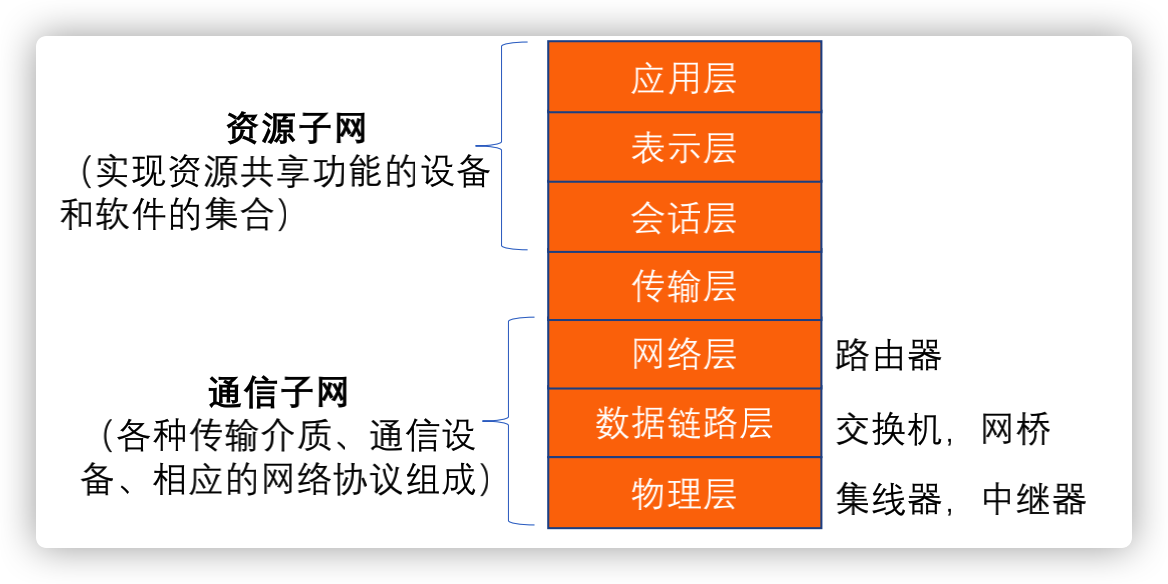 应用层
资源子网
表示层
（实现资源共享功能的设备
和软件的集合）
会话层
传输层
网络层 路由器
通信子网
（各种传输介质、通信设
数据链路层 交换机，网桥
备、相应的网络协议组成）
物理层 集线器，中继器